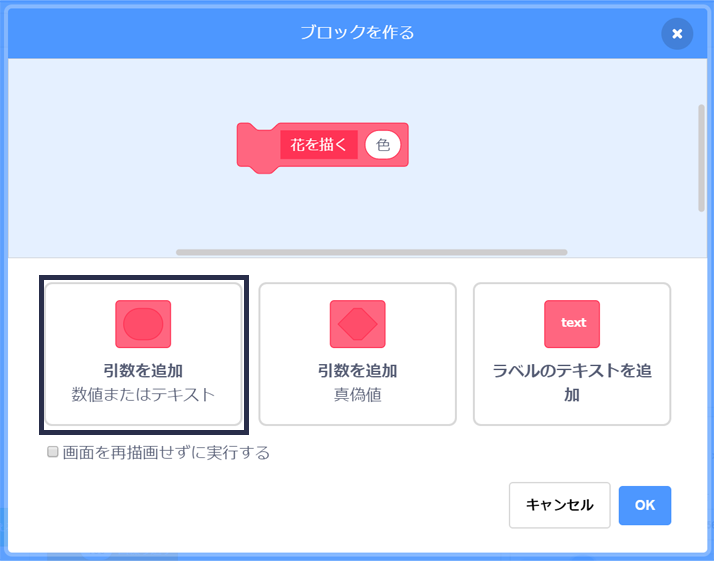 ブロックを作る
花を描く 色
引数を追加
数値またはテキスト
引数を追加
真偽値
text
ラベルのテキストを追
加
画面を再描画せずに実行する
キャンセル
OK